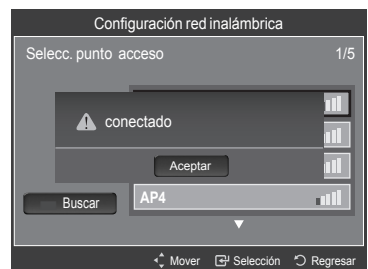 Configuración red inalámbrica
Selecc. punto acceso 1/5
conectado
Aceptar
Buscar
AP4
Mover Selección Regresar